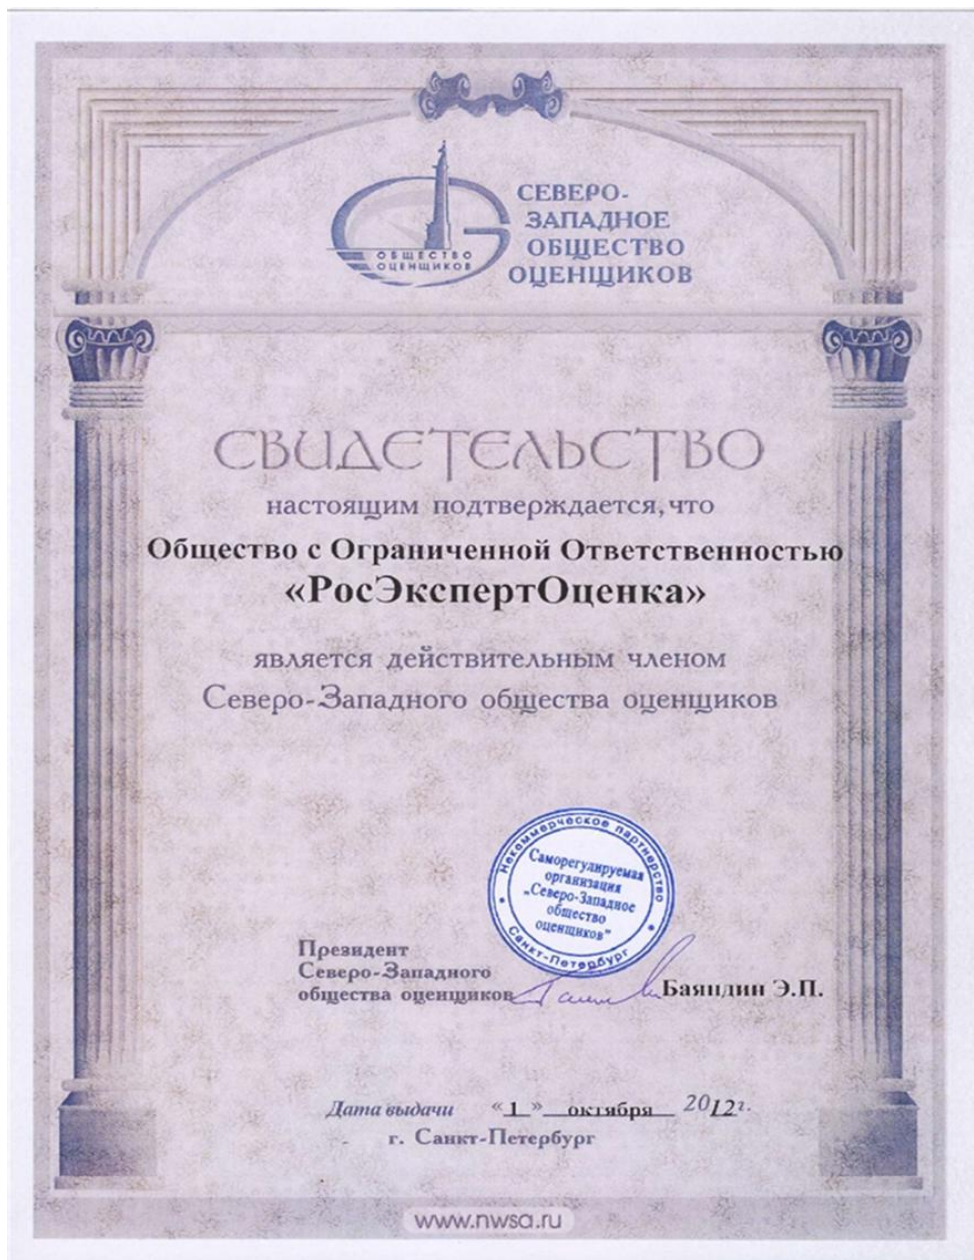 СЕВЕРО-
ЗАПАДНОЕ
ОБЩЕСТВО
ОЦЕНЩИКОВ
ОБЩЕСТВО
ОЦЕНЩИКОВ
СВИДЕТЕЛЬСТВО
настоящим подтверждается, что
Общество с Ограниченной Ответственностью
«РосЭкспертОценка»
является действительным членом
Северо-Западного общества оценщиков
Некоммерческое партнерство
Саморегулируемая
организация
„Северо-Западное
общество
оценщиков"
Санкт-Петербург
Президент
Северо-Западного
общества оценщиков
Баяндин Э.П.
Дата выдачи «1» октября 2012г.
г. Санкт-Петербург
www.nwsa.ru